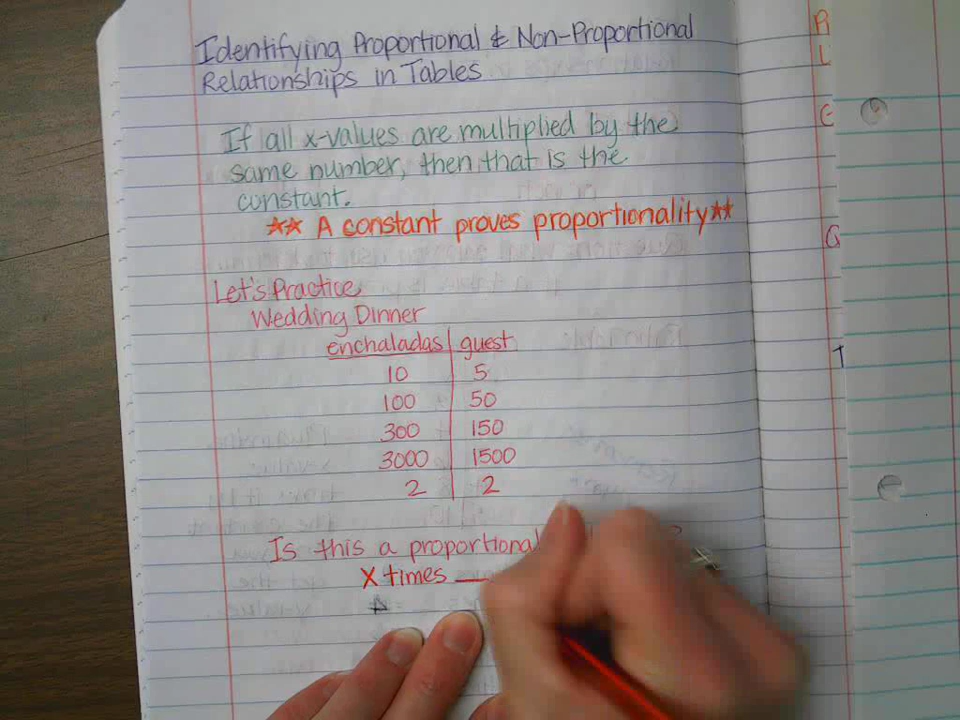 Identifying Proportional & Non-Proportional
Relationships in Tables
If all x-values are multiplied by the
same number, then that is the
constant.
** A constant proves proportionality**
Let's Practice
Wedding Dinner
enchaladas guest
10 5
100 50
300 150
3000 1500
2 2
Is this a proportional
X times
R
L
E
G
T